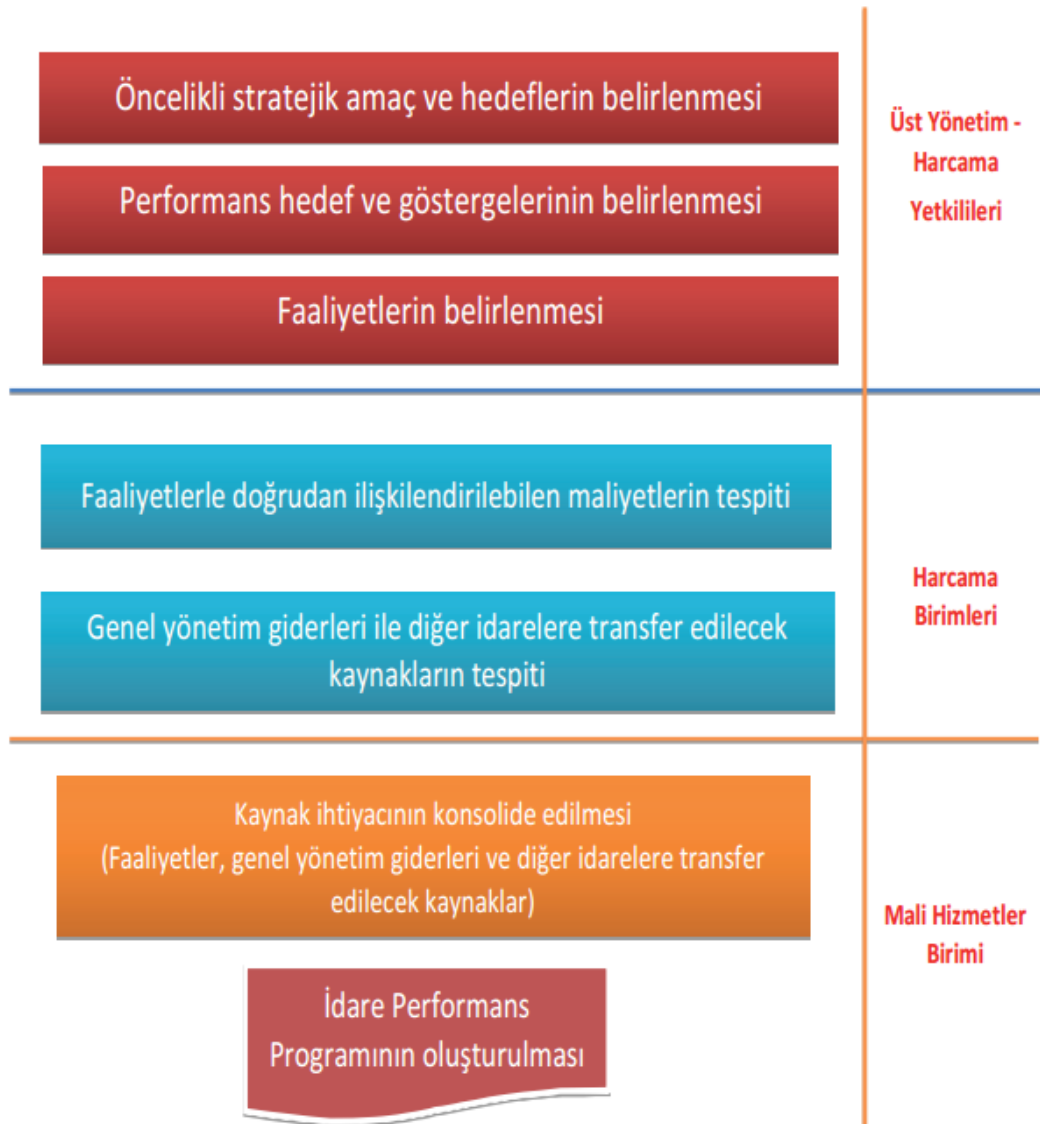 Öncelikli stratejik amaç ve hedeflerin belirlenmesi
Performans hedef ve göstergelerinin belirlenmesi
Faaliyetlerin belirlenmesi
Üst Yönetim -
Harcama
Yetkilileri
Faaliyetlerle doğrudan ilişkilendirilebilen maliyetlerin tespiti
Genel yönetim giderleri ile diğer idarelere transfer edilecek
kaynakların tespiti
Harcama
Birimleri
Kaynak ihtiyacının konsolide edilmesi
(Faaliyetler, genel yönetim giderleri ve diğer idarelere transfer
edilecek kaynaklar)
İdare Performans
Programının oluşturulması
Mali Hizmetler
Birimi